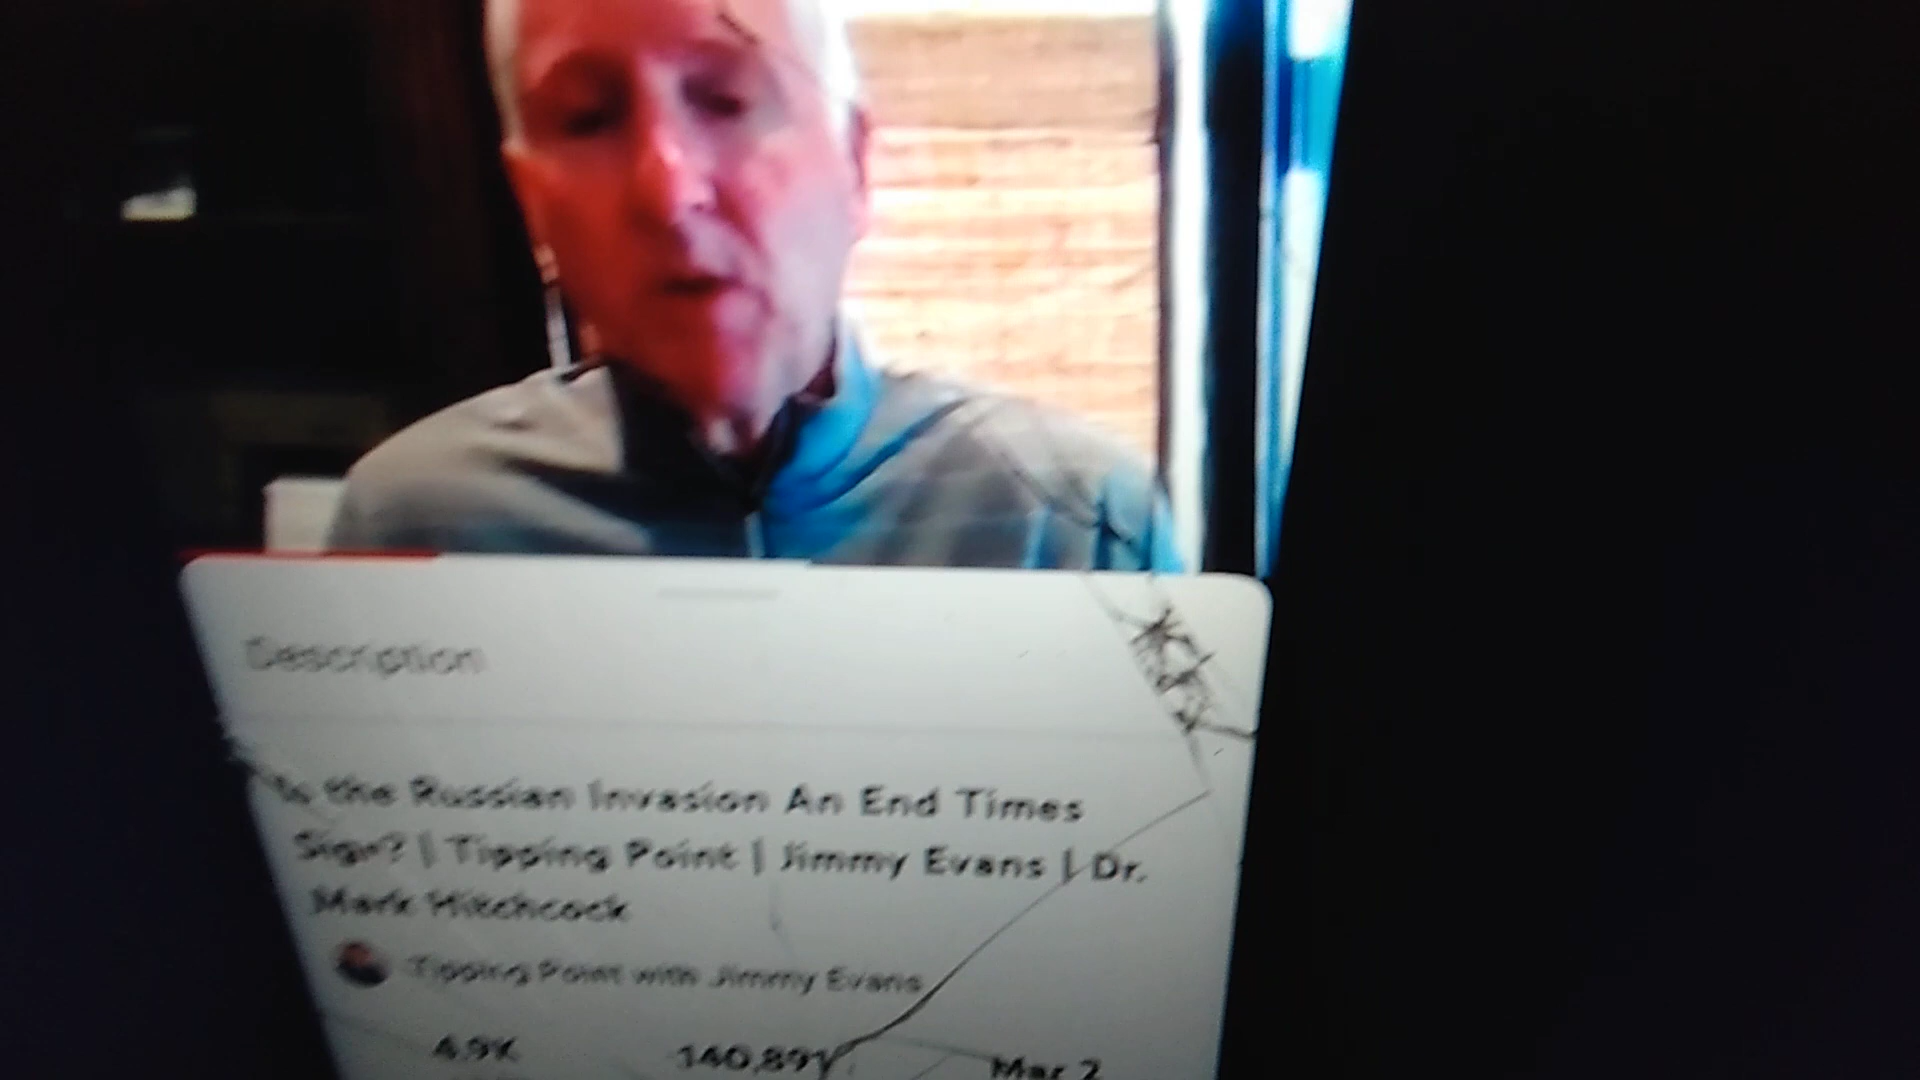 Description
Is the Russian Invasion An End Times
Sign? | Tipping Point | Jimmy Evans | Dr.
Mark Hitchcock
Tipping Point with Jimmy Evans
4.9K 140,891 Mar 2